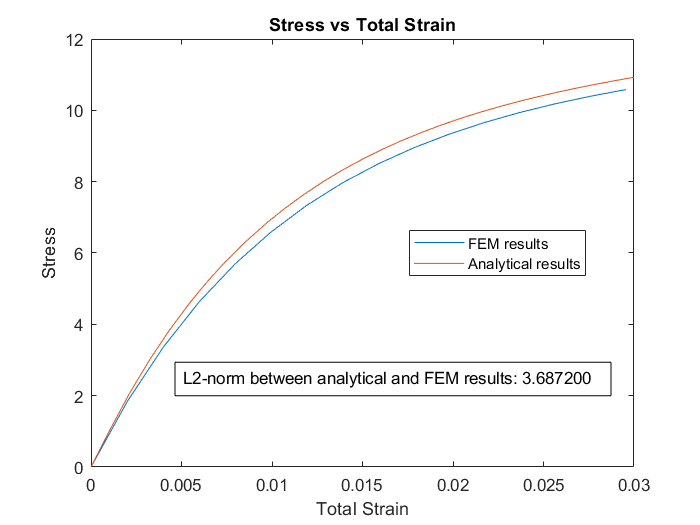 Stress vs Total Strain
12
10
8
6
4
2
0
Stress
FEM results
Analytical results
L2-norm between analytical and FEM results: 3.687200
0 0.005 0.01 0.015 0.02 0.025 0.03
Total Strain